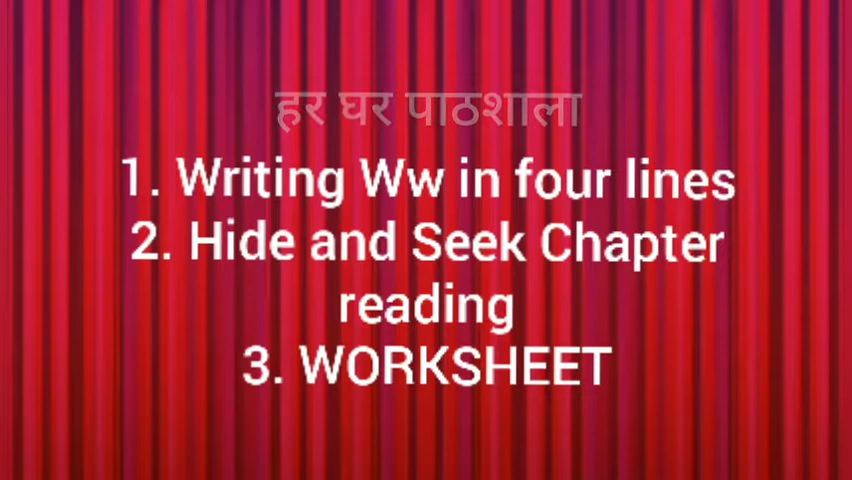 हर घर पाठशाला
1. Writing Ww in four lines
2. Hide and Seek Chapter
reading
3. WORKSHEET